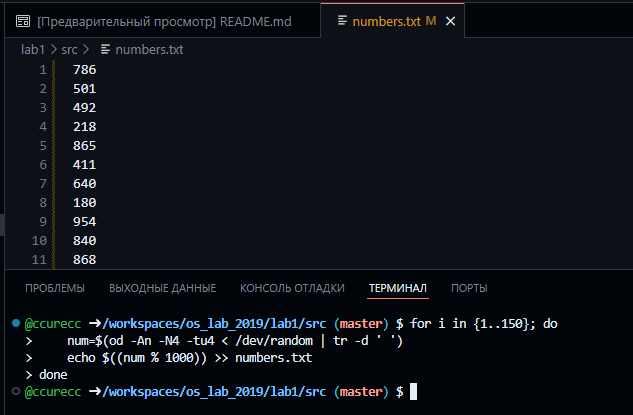 [Предварительный просмотр] README.md
numbers.txt M
lab1 > src > numbers.txt
1 786
2 501
3 492
4 218
5 865
6 411
7 640
8 180
9 954
10 840
11 868
ПРОБЛЕМЫ ВЫХОДНЫЕ ДАННЫЕ КОНСОЛЬ ОТЛАДКИ ТЕРМИНАЛ ПОРТЫ
@ccurecc ➜/workspaces/os_lab_2019/lab1/src (master) $ for i in {1..150}; do
> num=$(od -An -N4 -tu4 < /dev/random | tr -d ' ')
> echo $((num % 1000)) >> numbers.txt
> done
@ccurecc ➜/workspaces/os_lab_2019/lab1/src (master) $